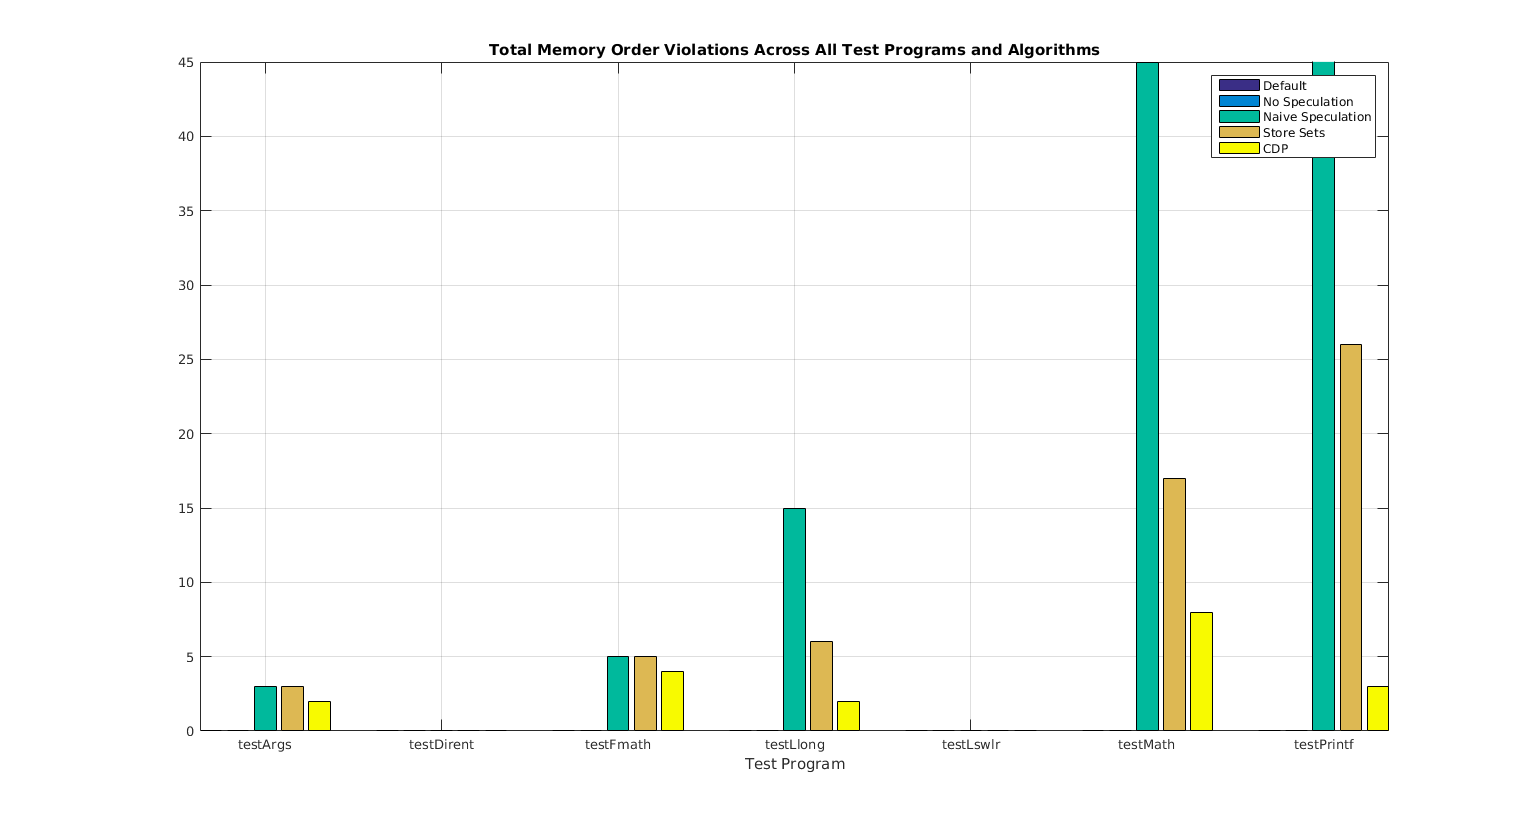 Total Memory Order Violations Across All Test Programs and Algorithms
45
40
35
30
25
20
15
10
5
0
Default
No Speculation
Naive Speculation
Store Sets
CDP
testArgs testDirent testFmath testLlong testLswlr testMath testPrintf
Test Program